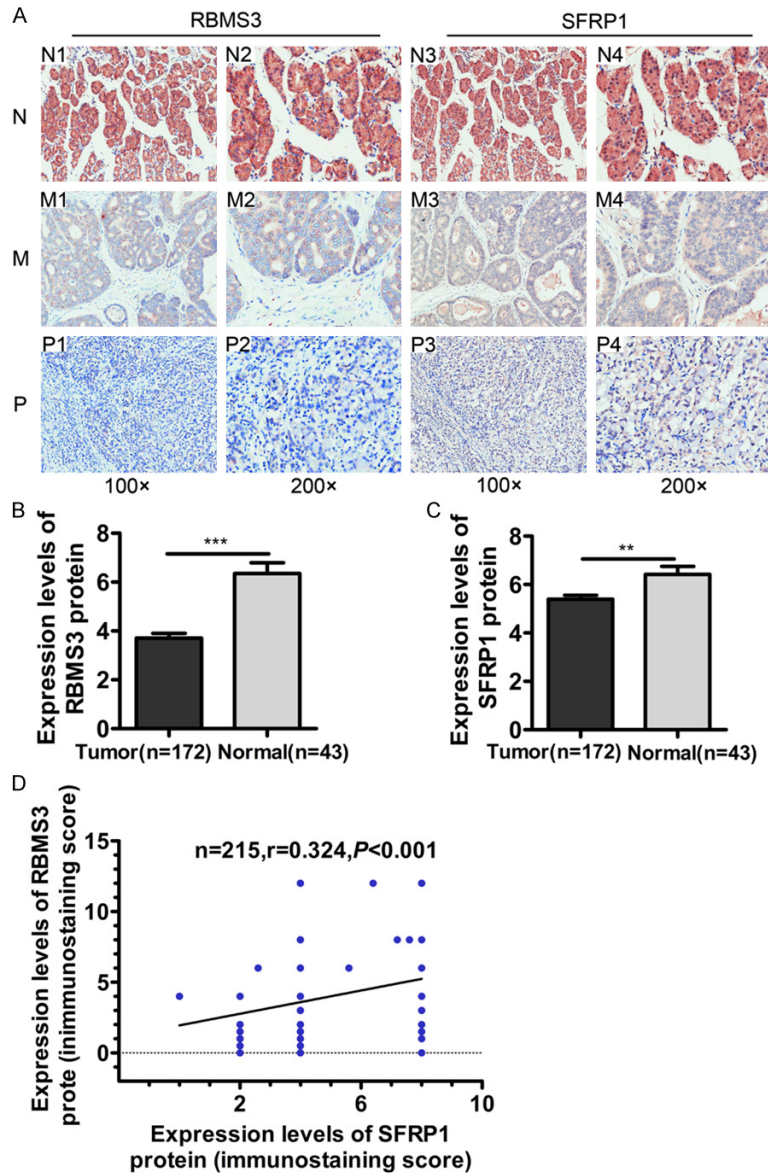 A
RBMS3
SFRP1
N
N1
N2
N3
N4
M
M1
M2
M3
M4
P
P1
P2
P3
P4
100×
200×
100×
200×
B
Expression levels of
RBMS3 protein
8
6
4
2
0
***
Tumor(n=172)
Normal(n=43)
C
Expression levels of
SFRP1 protein
8
6
4
2
0
**
Tumor(n=172)
Normal(n=43)
D
Expression levels of RBMS3
prote (inimmunostaining score)
15
10
5
0
n=215,r=0.324,P<0.001
2
4
6
8
10
Expression levels of SFRP1
protein (immunostaining score)